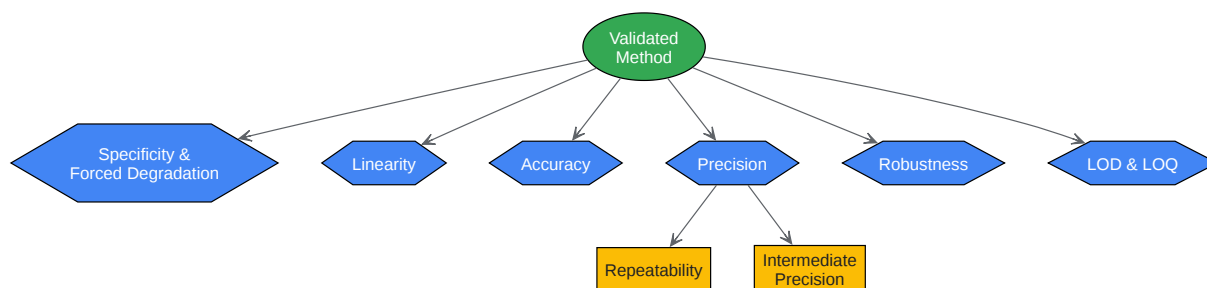 Validated
Method
Specificity &
Forced Degradation
Linearity
Accuracy
Precision
Robustness
LOD & LOQ
Repeatability
Intermediate
Precision